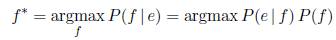 f* = argmax P(f | e) = argmax P(e | f) P(f)
f